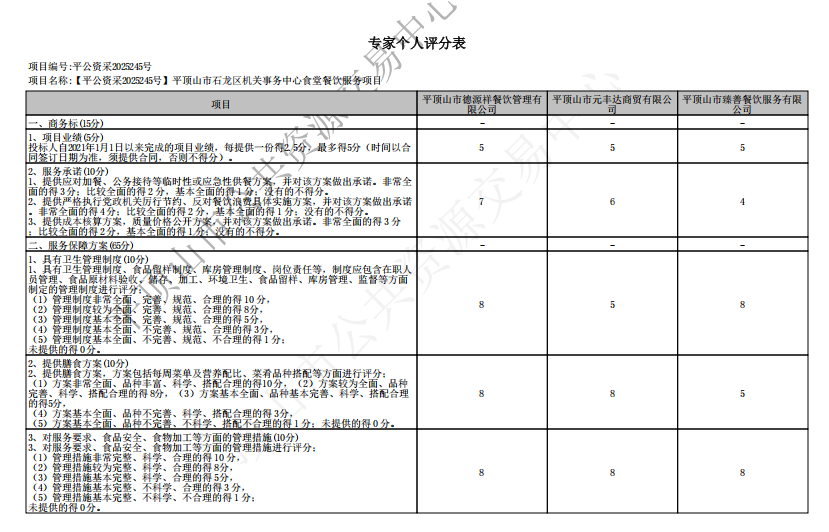 专家个人评分表
项目编号:平公资采2025245号
项目名称:【平公资采2025245号】平顶山市石龙区机关事务中心食堂餐饮服务项目
项目
平顶山市德源祥餐饮管理有限公司
平顶山市元丰达商贸有限公司
平顶山市臻善餐饮服务有限公司
一、商务标(15分)
–
–
–
1、项目业绩(5分)
投标人自2021年1月1日以来完成的项目业绩，每提供一份得2.5分，最多得5分（时间以合
同签订日期为准，须提供合同，否则不得分）。
5
5
5
2、服务承诺(10分)
1、提供应对加餐、公务接待等临时性或应急性供餐方案，并对该方案做出承诺。非常全
面的得3分；比较全面的得2分，基本全面的得1分；没有的不得分。
2、提供严格执行党政机关厉行节约、反对餐饮浪费具体实施方案，并对该方案做出承诺
。非常全面的得4分；比较全面的得2分，基本全面的得1分；没有的不得分。
3、提供成本核算方案，质量价格公开方案，并对该方案做出承诺。非常全面的得3分
；比较全面的得2分，基本全面的得1分；没有的不得分。
7
6
4
二、服务保障方案(65分)
–
–
–
1、具有卫生管理制度(10分)
1、具有卫生管理制度、食品留样制度、库房管理制度、岗位责任等，制度应包含在职人
员管理、食品原材料验收、储存、加工、环境卫生、食品留样、库房管理、监督等方面
制定的管理制度进行评分：
（1）管理制度非常全面、完善、规范、合理的得10分，
（2）管理制度较为全面、完善、规范、合理的得8分，
（3）管理制度基本全面、完善、规范、合理的得5分，
（4）管理制度基本全面、不完善、规范、合理得3分，
（5）管理制度基本全面、不完善、规范、不合理的得1分；
未提供的得0分。
8
5
8
2、提供膳食方案(10分)
2、提供膳食方案，方案包括每周菜单及营养配比、菜肴品种搭配等方面进行评分；
（1）方案非常全面、品种丰富、科学、搭配合理的得10分，（2）方案较为全面、品种
完善、科学、搭配合理的得8分，（3）方案基本全面、品种基本完善、科学、搭配合理
的得5分，
（4）方案基本全面、品种不完善、科学、搭配合理的得3分，
（5）方案基本全面、品种不完善、不科学、搭配不合理的得1分；未提供的得0分。
8
8
5
3、对服务要求、食品安全、食物加工等方面的管理措施(10分)
3、对服务要求、食品安全、食物加工等方面的管理措施进行评分；
（1）管理措施非常完整、科学、合理的得10分，
（2）管理措施较为完整、科学、合理的得8分，
（3）管理措施基本完整、科学、合理的得5分，
（4）管理措施基本完整、不科学、合理的得3分，
（5）管理措施基本完整、不科学、不合理的得1分；
未提供的得0分。
8
8
8
平顶山市公共资源交易中心